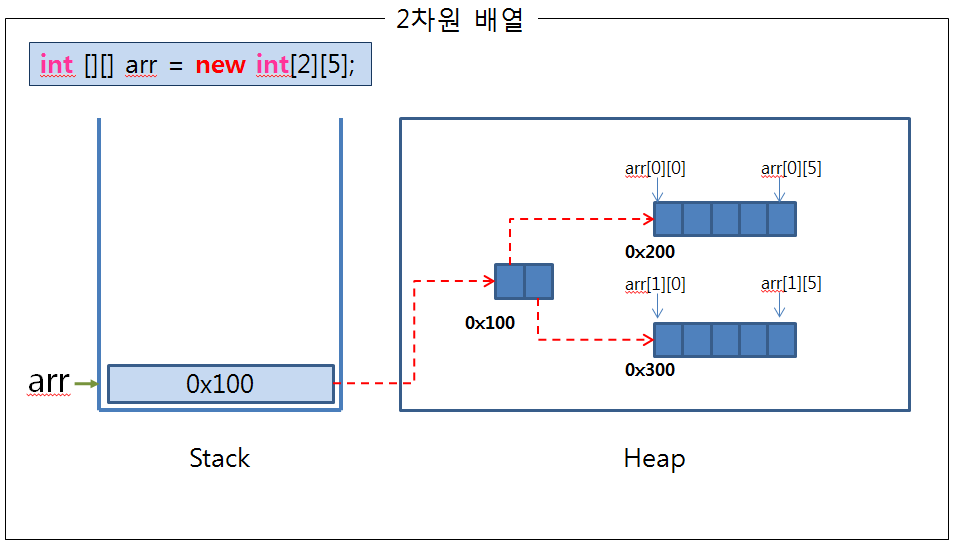 2차원 배열
int [][] arr = new int[2][5];
arr[0][0] arr[0][5]
0x200
arr[1][0] arr[1][5]
0x100
0x300
arr 0x100
Stack Heap